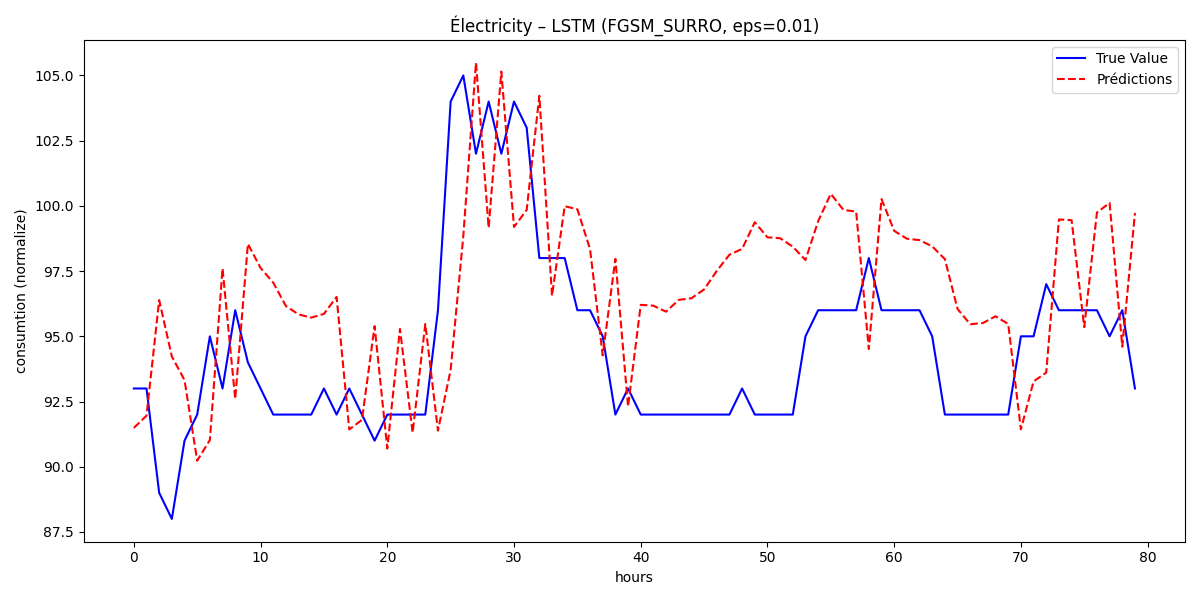 Électricity – LSTM (FGSM_SURRO, eps=0.01)
True Value
Prédictions
consumtion (normalize)
105.0
102.5
100.0
97.5
95.0
92.5
90.0
87.5
0 10 20 30 40 50 60 70 80
hours